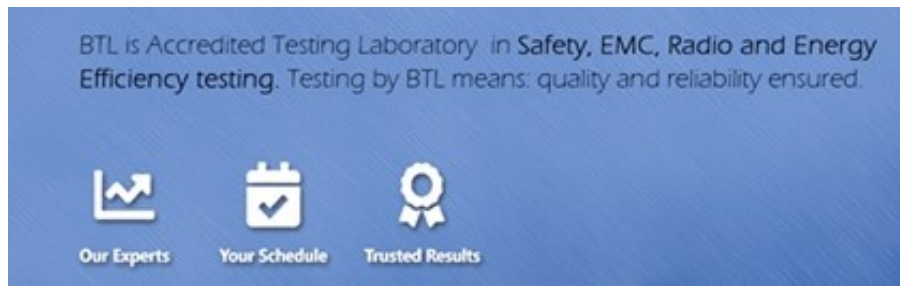 BTL is Accredited Testing Laboratory in Safety, EMC, Radio and Energy
Efficiency testing. Testing by BTL means: quality and reliability ensured.
Our Experts Your Schedule Trusted Results